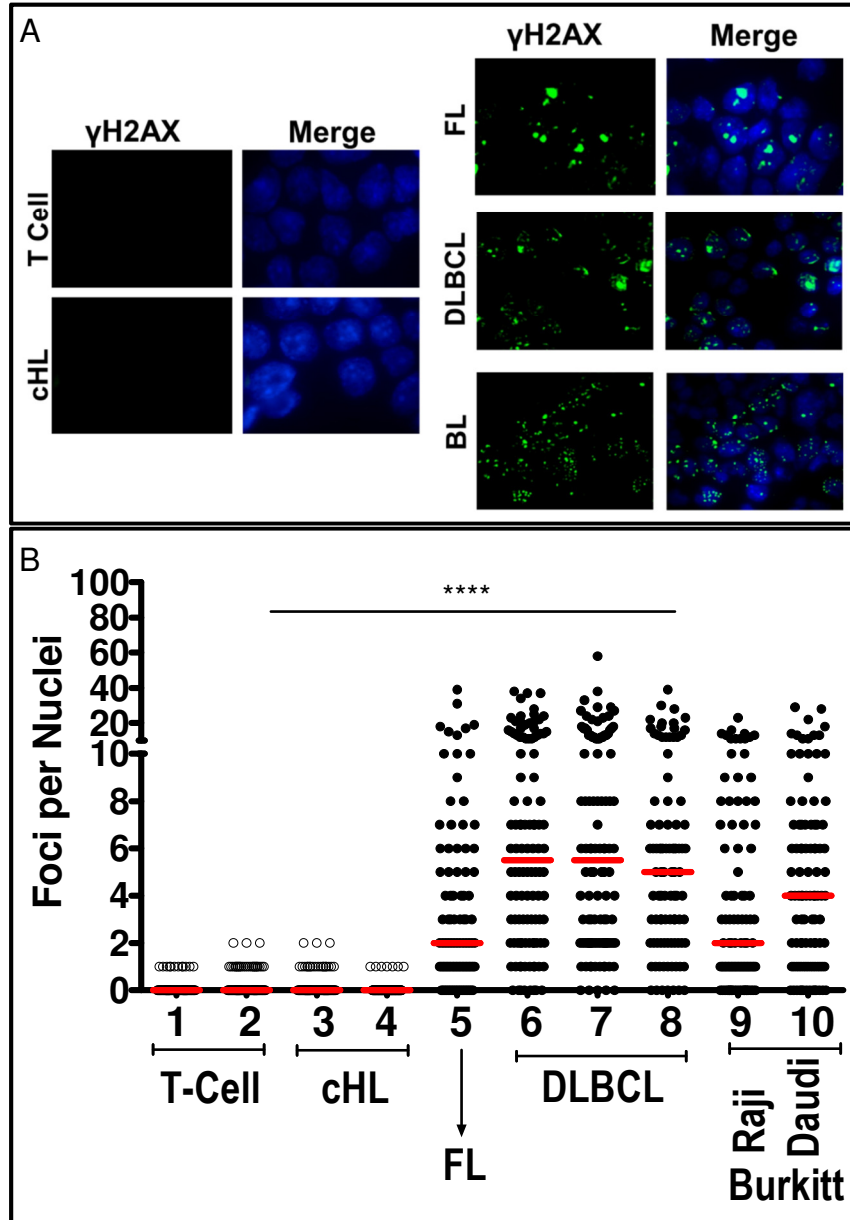 A
γH2AX Merge
T Cell
cHL
γH2AX Merge
FL
DLBCL
BL
B
Foci per Nuclei
100
80
60
40
20
10
8
6
4
2
0
****
1 2 3 4 5 6 7 8 9 10
T-Cell cHL DLBCL
FL
Raji Daudi
Burkitt